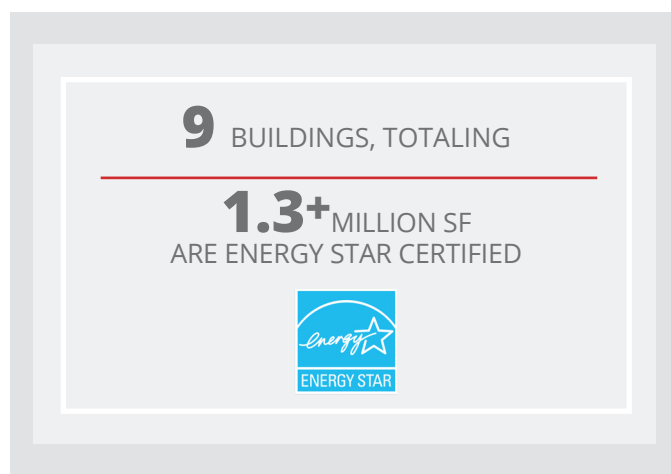 9 BUILDINGS, TOTALING
1.3+ MILLION SF
ARE ENERGY STAR CERTIFIED
energy
ENERGY STAR